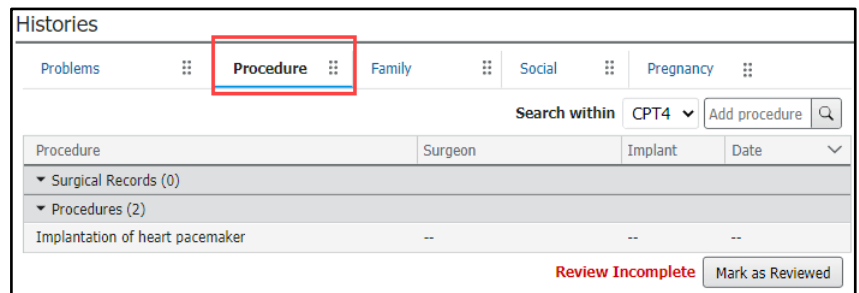 Histories
Problems Procedure Family Social Pregnancy
Search within CPT4 Add procedure
Procedure Surgeon Implant Date
Surgical Records (0)
Procedures (2)
Implantation of heart pacemaker -- -- --
Review Incomplete Mark as Reviewed